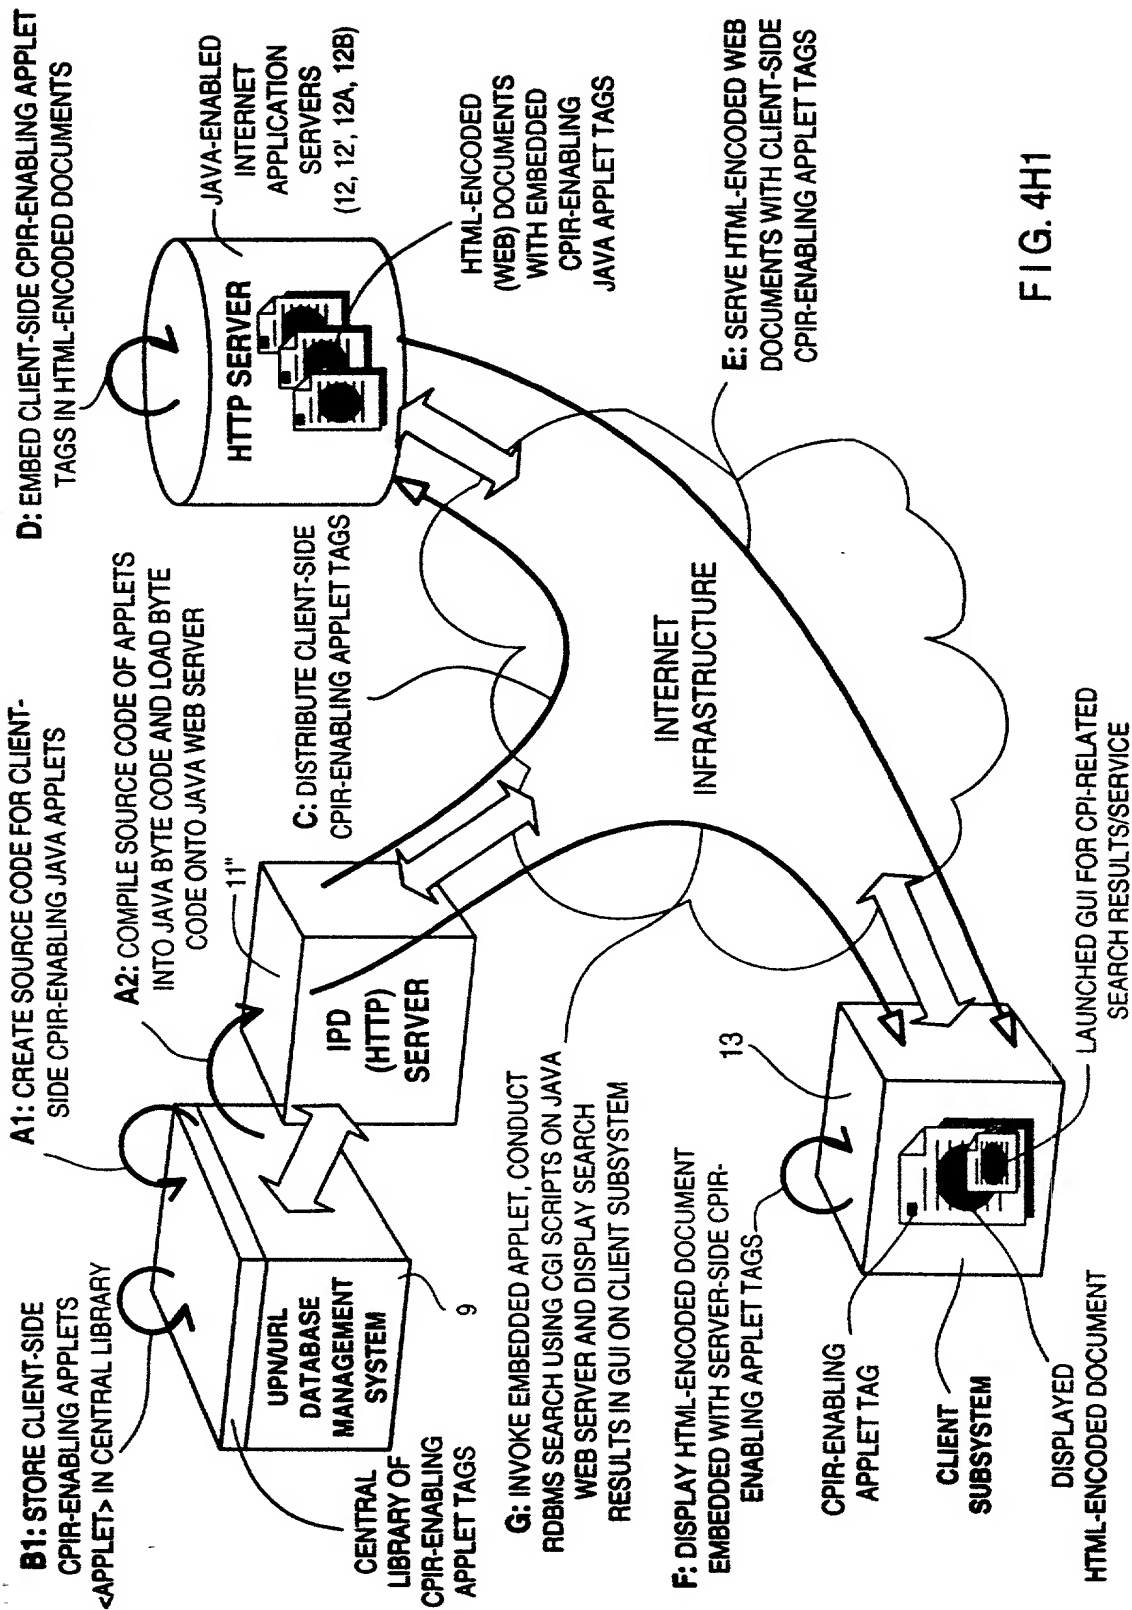 B1: STORE CLIENT-SIDE
CPIR-ENABLING APPLETS
<APPLET> IN CENTRAL LIBRARY
A1: CREATE SOURCE CODE FOR CLIENT-
SIDE CPIR-ENABLING JAVA APPLETS
A2: COMPILE SOURCE CODE OF APPLETS
INTO JAVA BYTE CODE AND LOAD BYTE
CODE ONTO JAVA WEB SERVER
D: EMBED CLIENT-SIDE CPIR-ENABLING APPLET
TAGS IN HTML-ENCODED DOCUMENTS
UPN/URL
DATABASE
MANAGEMENT
SYSTEM
9
CENTRAL
LIBRARY OF
CPIR-ENABLING
APPLET TAGS
11"
IPD
(HTTP)
SERVER
C: DISTRIBUTE CLIENT-SIDE
CPIR-ENABLING APPLET TAGS
HTTP SERVER
JAVA-ENABLED
INTERNET
APPLICATION
SERVERS
(12, 12', 12A, 12B)
HTML-ENCODED
(WEB) DOCUMENTS
WITH EMBEDDED
CPIR-ENABLING
JAVA APPLET TAGS
G: INVOKE EMBEDDED APPLET, CONDUCT
RDBMS SEARCH USING CGI SCRIPTS ON JAVA
WEB SERVER AND DISPLAY SEARCH
RESULTS IN GUI ON CLIENT SUBSYSTEM
INTERNET
INFRASTRUCTURE
E: SERVE HTML-ENCODED WEB
DOCUMENTS WITH CLIENT-SIDE
CPIR-ENABLING APPLET TAGS
F: DISPLAY HTML-ENCODED DOCUMENT
EMBEDDED WITH SERVER-SIDE CPIR-
ENABLING APPLET TAGS
13
CPIR-ENABLING
APPLET TAG
CLIENT
SUBSYSTEM
DISPLAYED
HTML-ENCODED DOCUMENT
LAUNCHED GUI FOR CPI-RELATED
SEARCH RESULTS/SERVICE
FIG. 4H1